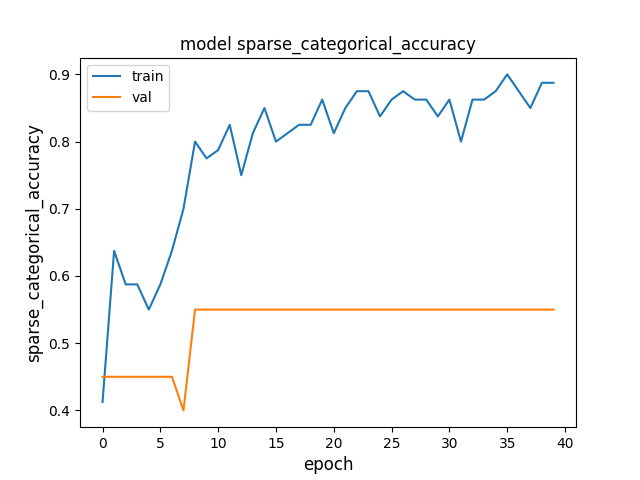 model sparse_categorical_accuracy
train
val
0.9
0.8
0.7
0.6
0.5
0.4
sparse_categorical_accuracy
0 5 10 15 20 25 30 35 40
epoch